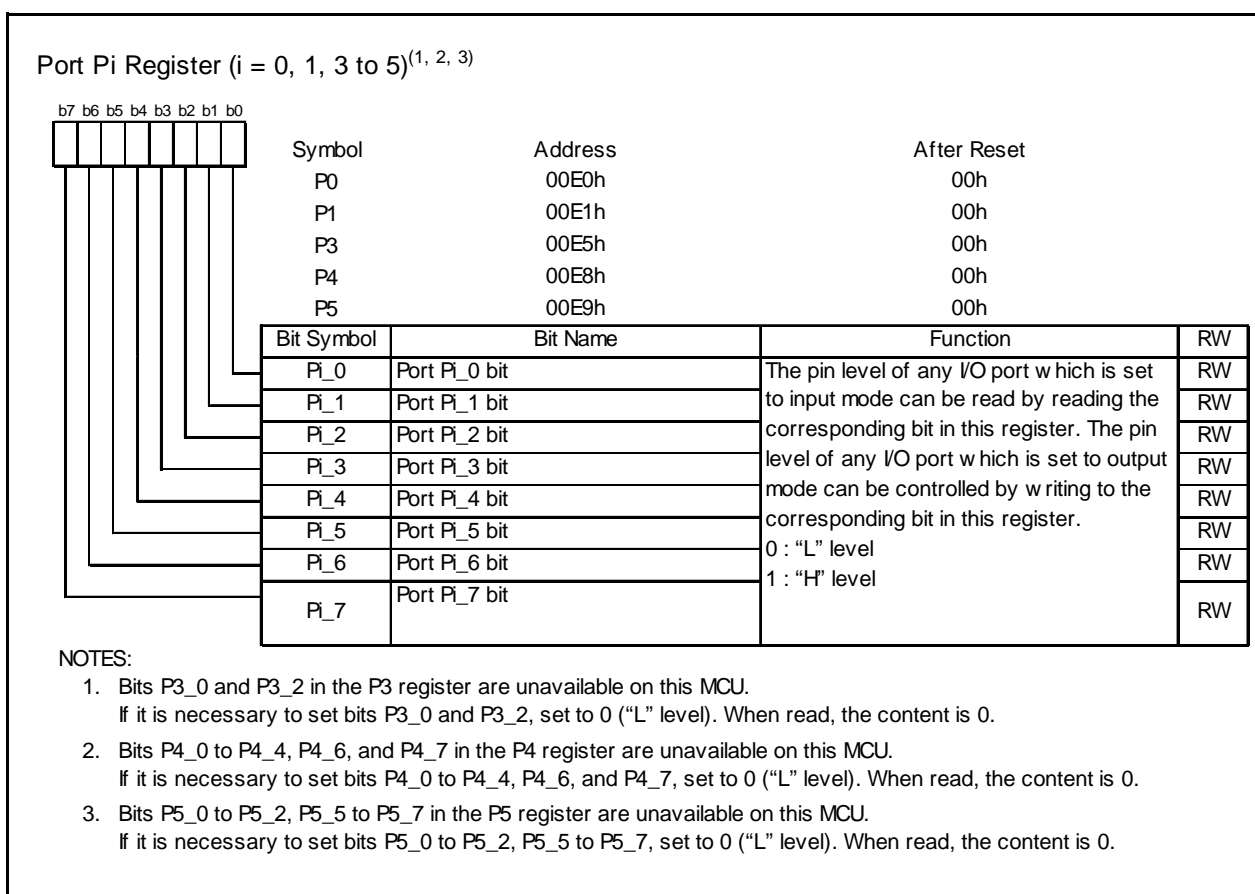 Port Pi Register (i = 0, 1, 3 to 5)(1, 2, 3)
b7 b6 b5 b4 b3 b2 b1 b0
Symbol Address After Reset
P0 00E0h 00h
P1 00E1h 00h
P3 00E5h 00h
P4 00E8h 00h
P5 00E9h 00h
Bit Symbol Bit Name Function RW
Pi_0 Port Pi_0 bit The pin level of any I/O port w hich is set RW
Pi_1 Port Pi_1 bit to input mode can be read by reading the RW
Pi_2 Port Pi_2 bit corresponding bit in this register. The pin RW
Pi_3 Port Pi_3 bit level of any I/O port w hich is set to output RW
Pi_4 Port Pi_4 bit mode can be controlled by w riting to the RW
Pi_5 Port Pi_5 bit corresponding bit in this register. RW
Pi_6 Port Pi_6 bit 0 : “L” level RW
Pi_7 Port Pi_7 bit 1 : “H” level RW
NOTES:
1. Bits P3_0 and P3_2 in the P3 register are unavailable on this MCU.
If it is necessary to set bits P3_0 and P3_2, set to 0 (“L” level). When read, the content is 0.
2. Bits P4_0 to P4_4, P4_6, and P4_7 in the P4 register are unavailable on this MCU.
If it is necessary to set bits P4_0 to P4_4, P4_6, and P4_7, set to 0 (“L” level). When read, the content is 0.
3. Bits P5_0 to P5_2, P5_5 to P5_7 in the P5 register are unavailable on this MCU.
If it is necessary to set bits P5_0 to P5_2, P5_5 to P5_7, set to 0 (“L” level). When read, the content is 0.